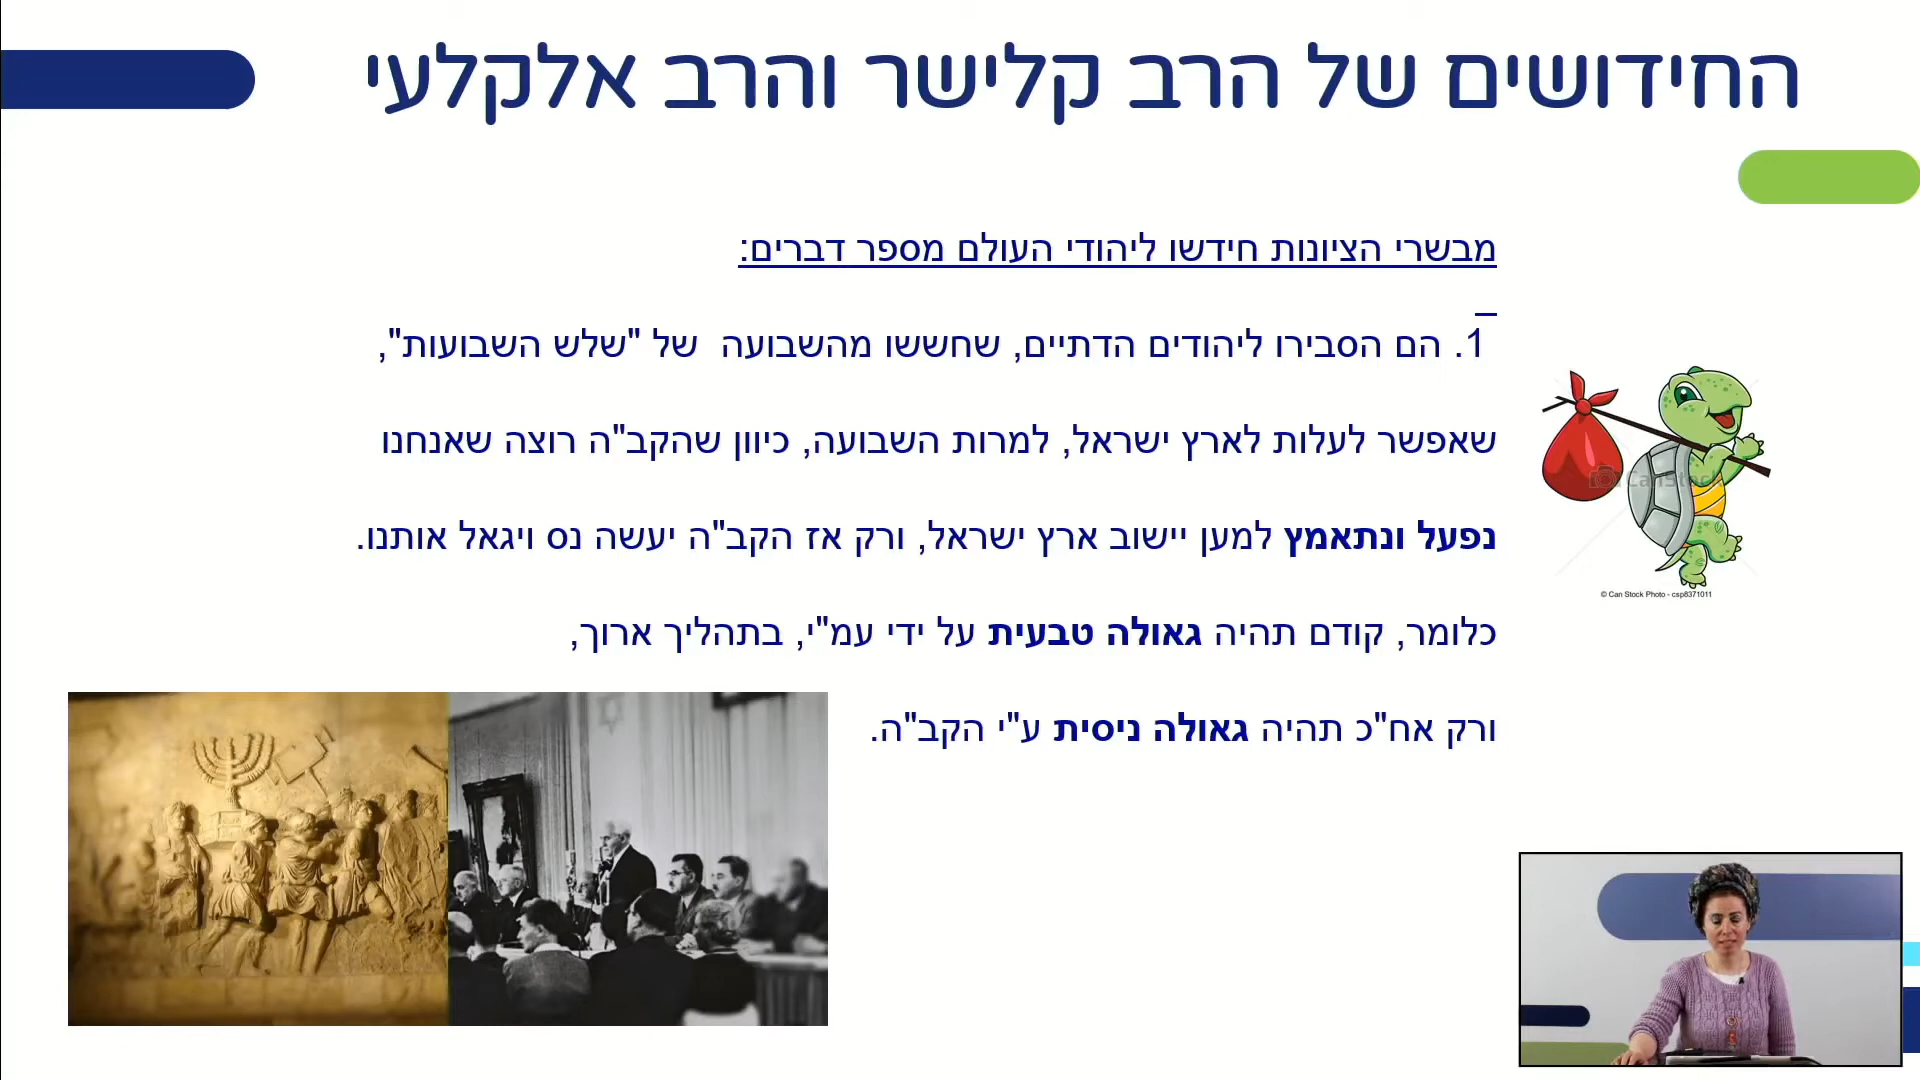 החידושים של הרב קלישר והרב אלקלעי
מבשרי הציונות חידשו ליהודי העולם מספר דברים:
1. הם הסבירו ליהודים הדתיים, שחששו מהשבועה של "שלש השבועות",
שאפשר לעלות לארץ ישראל, למרות השבועה, כיוון שהקב"ה רוצה שאנחנו
נפעל ונתאמץ למען יישוב ארץ ישראל, ורק אז הקב"ה יעשה נס ויגאל אותנו.
כלומר, קודם תהיה גאולה טבעית על ידי עמ"י, בתהליך ארוך,
ורק אח"כ תהיה גאולה ניסית ע"י הקב"ה.
CanStock
© Can Stock Photo - csp8371011